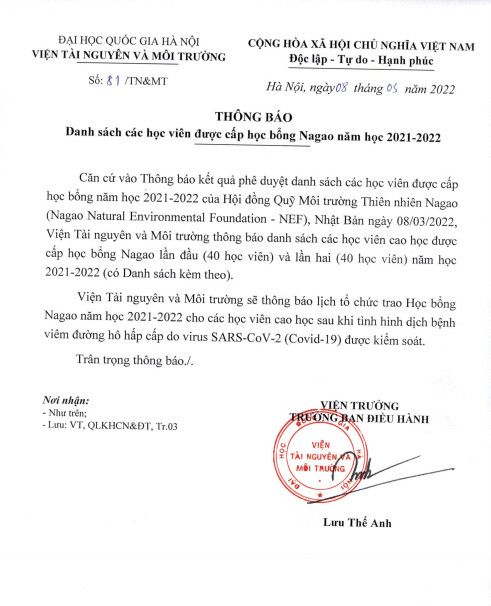 ĐẠI HỌC QUỐC GIA HÀ NỘI
VIỆN TÀI NGUYÊN VÀ MÔI TRƯỜNG
Số: 81 /TN&MT
CỘNG HÒA XÃ HỘI CHỦ NGHĨA VIỆT NAM
Độc lập - Tự do - Hạnh phúc
Hà Nội, ngày 08 tháng 03 năm 2022
THÔNG BÁO
Danh sách các học viên được cấp học bổng Nagao năm học 2021-2022
Căn cứ vào Thông báo kết quả phê duyệt danh sách các học viên được cấp
học bổng năm học 2021-2022 của Hội đồng Quỹ Môi trường Thiên nhiên Nagao
(Nagao Natural Environmental Foundation - NEF), Nhật Bản ngày 08/03/2022,
Viện Tài nguyên và Môi trường thông báo danh sách các học viên cao học được
cấp học bổng Nagao lần đầu (40 học viên) và lần hai (40 học viên) năm học
2021-2022 (có Danh sách kèm theo).
Viện Tài nguyên và Môi trường sẽ thông báo lịch tổ chức trao Học bổng
Nagao năm học 2021-2022 cho các học viên cao học sau khi tình hình dịch bệnh
viêm đường hô hấp cấp do virus SARS-CoV-2 (Covid-19) được kiểm soát.
Trân trọng thông báo./.
Nơi nhận:
- Như trên;
- Lưu: VT, QLKHCN&ĐT, Tr.03
VIỆN TRƯỞNG
TRƯỞNG BAN ĐIỀU HÀNH
ĐẠI HỌC QUỐC GIA HÀ NỘI
VIỆN
TÀI NGUYÊN VÀ
MÔI TRƯỜNG
Lưu Thế Anh